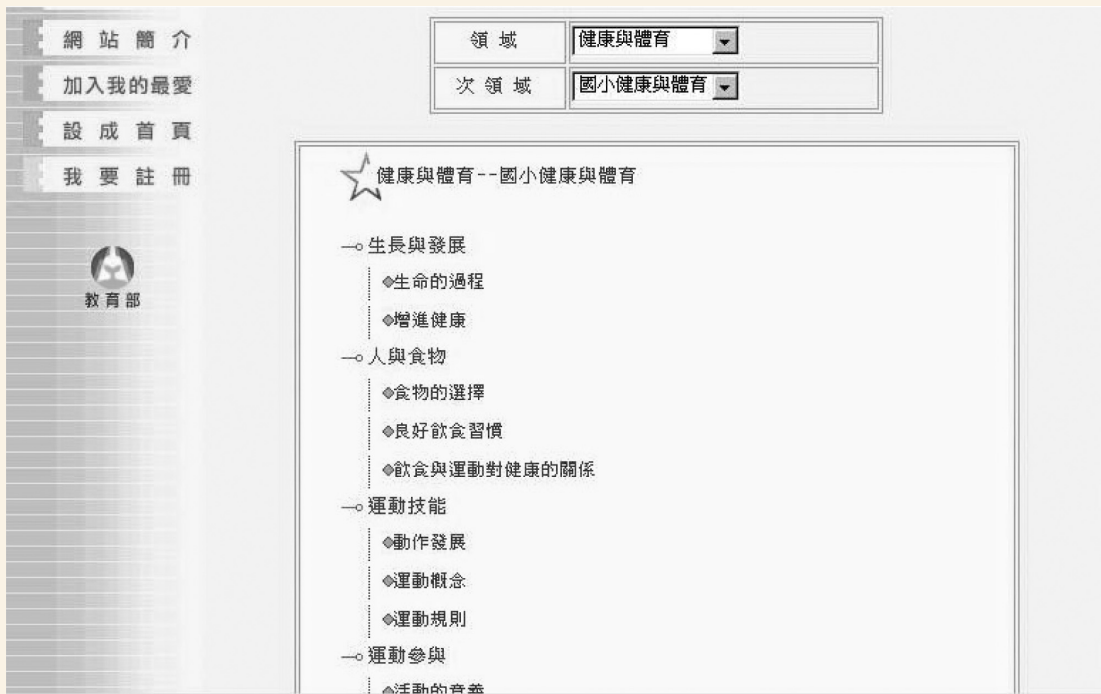 網站簡介
加入我的最愛
設成首頁
我要註冊
教育部
領域 健康與體育
次領域 國小健康與體育
健康與體育--國小健康與體育
生長與發展
生命的過程
增進健康
人與食物
食物的選擇
良好飲食習慣
飲食與運動對健康的關係
運動技能
動作發展
運動概念
運動規則
運動參與
活動的意義